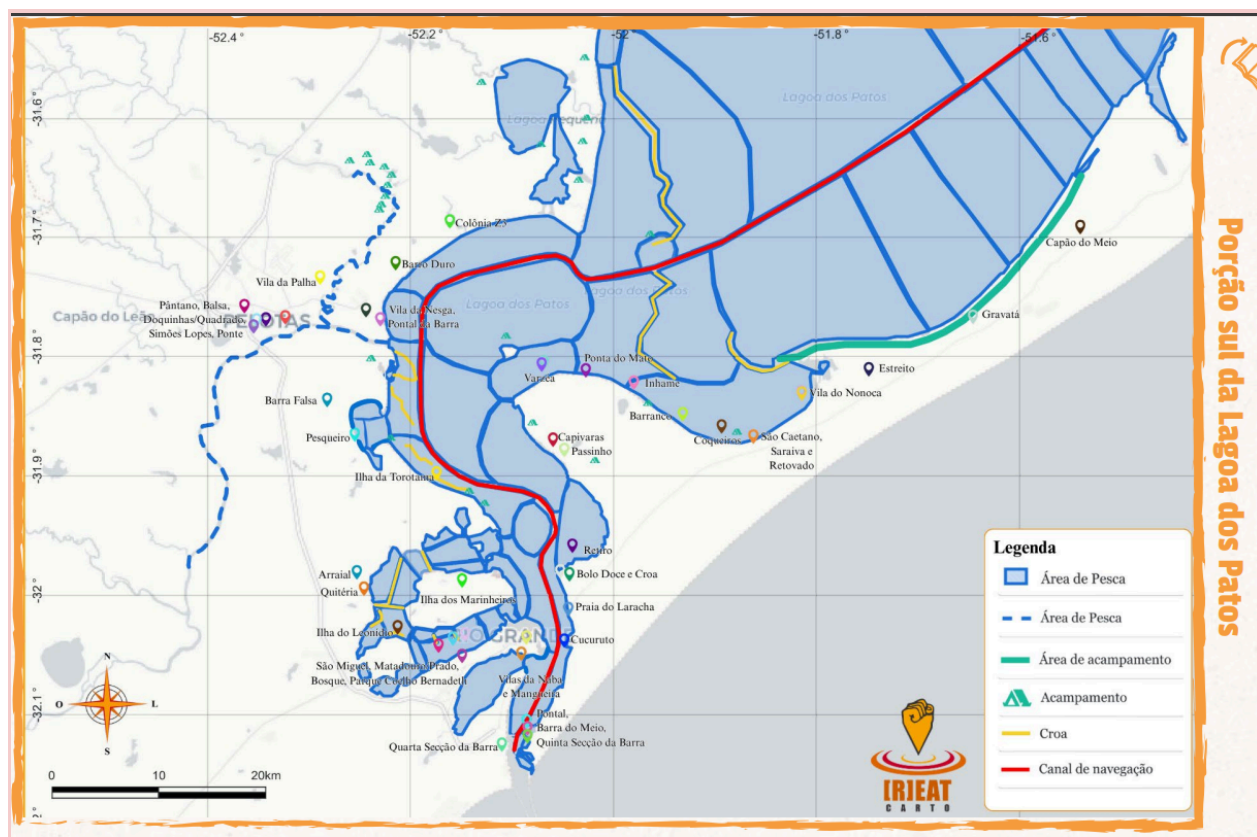 -52.4 °
-52.2 °
-52 °
-51.8 °
-51.6 °
-31.6 °
-31.7 °
-31.8 °
-31.9 °
-32 °
-32.1 °
Lagoa Pequena
Lagoa dos Patos
Colônia Z3
Barro Duro
Vila da Palha
Capão do Meio
Pântano, Balsa,
Doquinhas/Quadrado,
Simões Lopes, Ponte
Capão do Leão
PELOTAS
Vila da Nesga,
Pontal da Barra
Lagoa dos Patos
Lagoa dos Patos
Gravatá
Varzea
Ponta do Mato
Inhame
Estreito
Vila do Nonoca
Barra Falsa
Barranco
Pesqueiro
Capivaras
Passinho
Coqueiros
São Caetano,
Saraiva e
Retovado
Ilha da Torotama
Retiro
Arraial
Quitéria
Ilha dos Marinheiros
Bolo Doce e Croa
Praia do Laracha
Ilha do Leonídio
RIO GRANDE
Cucuruto
São Miguel, Matadouro, Prado,
Bosque, Parque Coelho Bernadeth
Vilas da Naba
e Mangueira
Pontal,
Barra do Meio,
Quinta Secção da Barra
Quarta Secção da Barra
N
O
L
S
0
10
20km
[R]EAT
CARTO
Legenda
Área de Pesca
Área de Pesca
Área de acampamento
Acampamento
Croa
Canal de navegação
Porção sul da Lagoa dos Patos